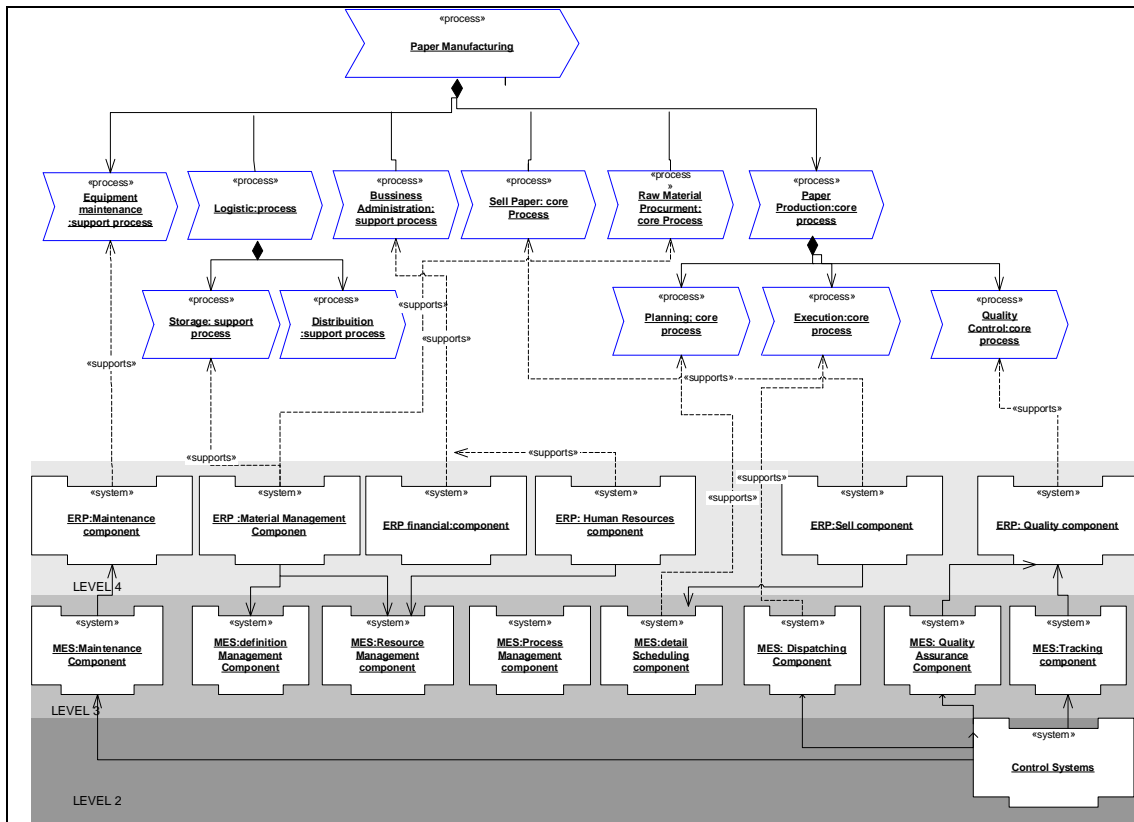 «process»
Paper Manufacturing
«process»
Equipment
maintenance
:support process
«process»
Logistic:process
«process»
Bussiness
Administration:
support process
«process»
Sell Paper: core
Process
«process
»
Raw Material
Procurment:
core Process
«process»
Paper
Production:core
process
«process»
Storage: support
process
«process»
Distribuition
:support process
«process»
Planning: core
process
«process»
Execution:core
process
«process»
Quality
Control:core
process
«supports»
«supports»
«supports»
«supports»
«supports»
«supports»
«supports»
«supports»
«supports»
«system»
ERP:Maintenance
component
«system»
ERP :Material Management
Componen
«system»
ERP financial:component
«system»
ERP: Human Resources
component
«system»
ERP:Sell component
«system»
ERP: Quality component
LEVEL 4
«system»
MES:Maintenance
Component
«system»
MES:definition
Management
Component
«system»
MES:Resource
Management
component
«system»
MES:Process
Management
component
«system»
MES:detail
Scheduling
component
«system»
MES: Dispatching
Component
«system»
MES: Quality
Assurance
Component
«system»
MES:Tracking
component
LEVEL 3
«system»
Control Systems
LEVEL 2